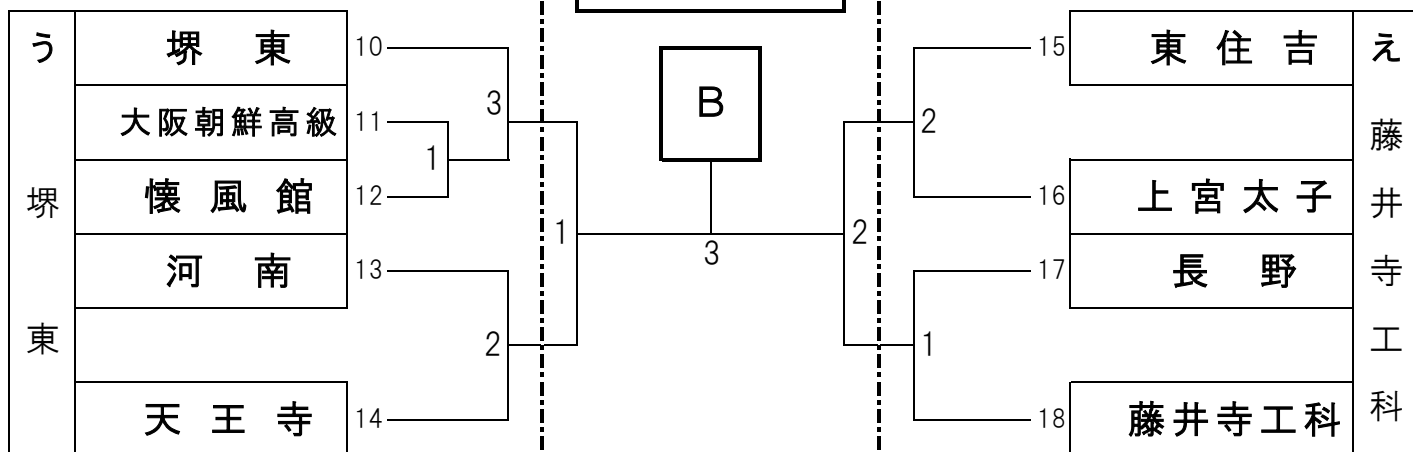 う 堺東 10 15 東住吉 え
B
3 2
大阪朝鮮高級 11 藤
1
堺 懐風館 12 16 上宮太子 井
1 2
3
河南 13 17 長野 寺
東 2 1 工
天王寺 14 18 藤井寺工科 科